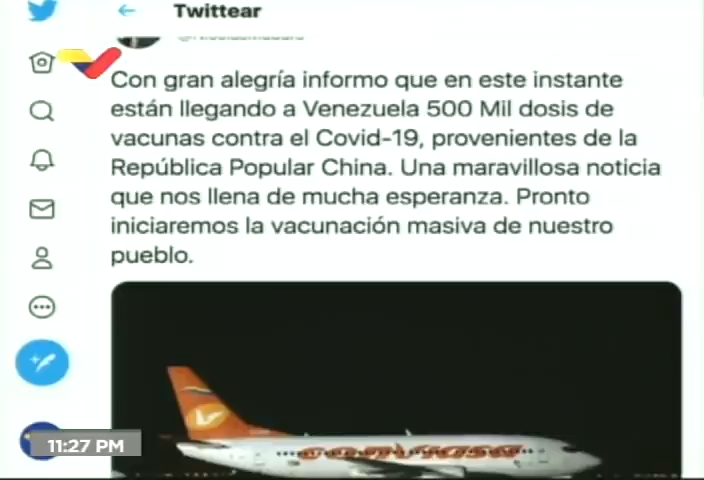 Twittear
Con gran alegría informo que en este instante
están llegando a Venezuela 500 Mil dosis de
vacunas contra el Covid-19, provenientes de la
República Popular China. Una maravillosa noticia
que nos llena de mucha esperanza. Pronto
iniciaremos la vacunación masiva de nuestro
pueblo.
conviasa
11:27 PM